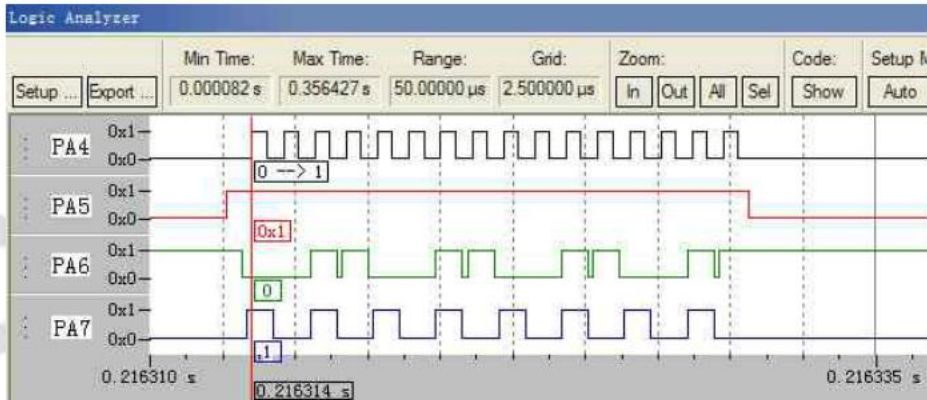 Logic Analyzer
Min Time: Max Time: Range: Grid: Zoom: Code: Setup M
Setup ... Export ... 0.000082 s 0.356427 s 50.00000 µs 2.500000 µs In Out All Sel Show Auto
0x1
PA4
0x0
0 --> 1
0x1
PA5
0x0
0x1
0x1
PA6
0x0
0
0x1
PA7
0x0
,1
0.216310 s 0.216335 s
0.216314 s